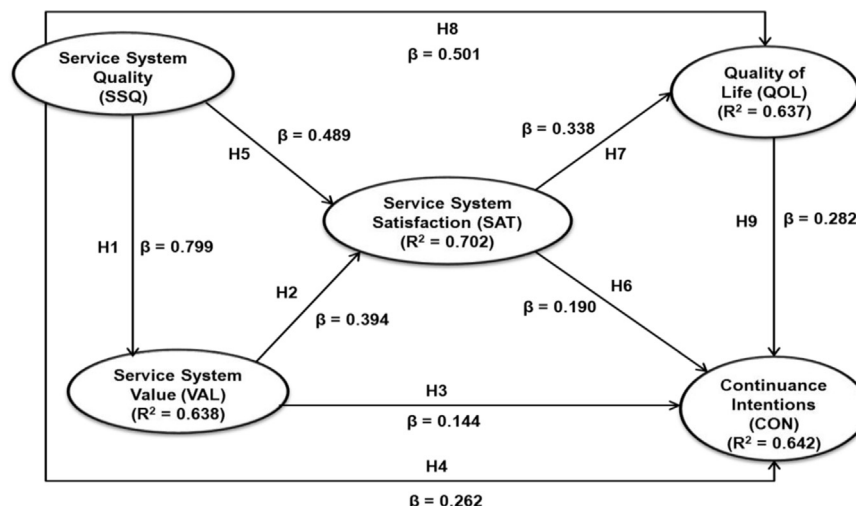 H8
β = 0.501
Service System
Quality
(SSQ)
Quality of
Life (QOL)
(R² = 0.637)
β = 0.489
H5
β = 0.338
H7
Service System
Satisfaction (SAT)
(R² = 0.702)
H1
β = 0.799
H9
β = 0.282
H2
β = 0.394
H6
β = 0.190
Service System
Value (VAL)
(R² = 0.638)
H3
β = 0.144
Continuance
Intentions
(CON)
(R² = 0.642)
H4
β = 0.262